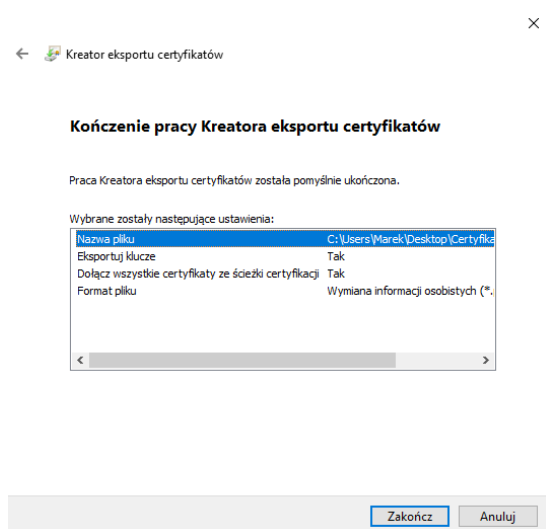 Kreator eksportu certyfikatów
Kończenie pracy Kreatora eksportu certyfikatów
Praca Kreatora eksportu certyfikatów została pomyślnie ukończona.
Wybrane zostały następujące ustawienia:
Nazwa pliku C:\Users\Marek\Desktop\Certyfika
Eksportuj klucze Tak
Dołącz wszystkie certyfikaty ze ścieżki certyfikacji Tak
Format pliku Wymiana informacji osobistych (*.
Zakończ Anuluj